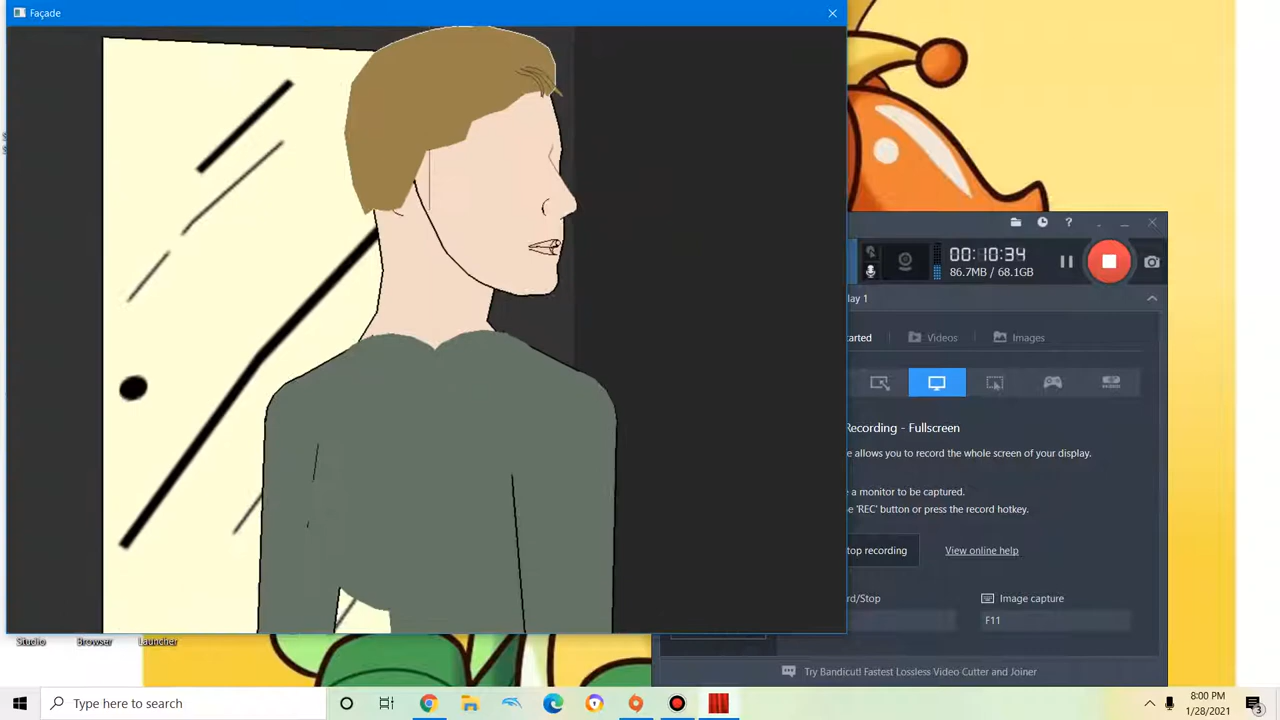 Façade
00:10:34
86.7MB / 68.1GB
lay 1
arted
Videos
Images
Recording - Fullscreen
e allows you to record the whole screen of your display.
e a monitor to be captured.
e 'REC' button or press the record hotkey.
top recording
View online help
rd/Stop
Image capture
F11
Try Bandicut! Fastest Lossless Video Cutter and Joiner
Studio
Browser
Launcher
Type here to search
8:00 PM
1/28/2021
3